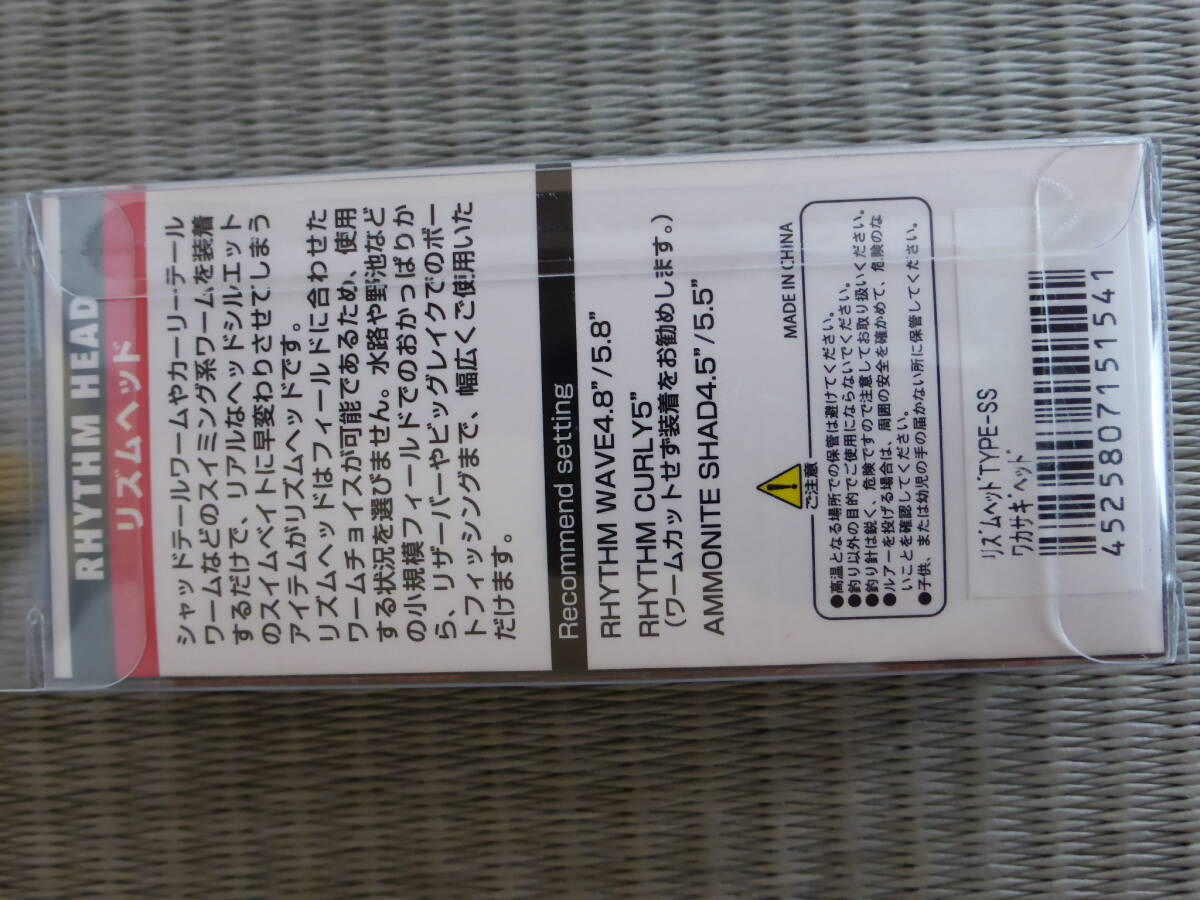 RHYTHM HEAD
リズムヘッド
シャッドテールワームやカーリーテール
ワームなどのスイミング系ワームを装着
するだけで、リアルなヘッドシルエット
のスイムベイトに早変わりさせてしまう
アイテムがリズムヘッドです。
リズムヘッドはフィールドに合わせた
ワームチョイスが可能であるため、使用
する状況を選びません。水路や野池など
の小規模フィールドでのおかっぱりか
ら、リザーバーやビッグレイクでのボー
トフィッシングまで、幅広くご使用いた
だけます。
Recommend setting
RHYTHM WAVE4.8”/5.8”
RHYTHM CURLY5”
(ワームカットせず装着をお勧めします。)
AMMONITE SHAD4.5”/5.5”
MADE IN CHINA
ご注意
●高温となる場所での保管は避けてください。
●釣り以外の目的でご使用にならないでください。
●釣り針は鋭く、危険ですので注意してお取り扱いください。
●ルアーを投げる場合は、周囲の安全を確かめて、危険のな
いことを確認してください。
●子供、または幼児の手の届かない所に保管してください。
ﾘｽﾞﾑﾍｯﾄﾞTYPE-SS
ﾜｶｻｷﾞﾍｯﾄﾞ
4525807151541